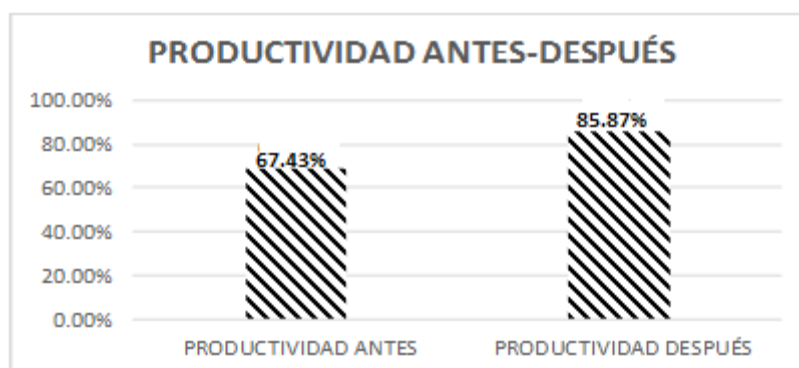 PRODUCTIVIDAD ANTES-DESPUÉS
100.00%
80.00%
60.00%
40.00%
20.00%
0.00%
67.43%
85.87%
PRODUCTIVIDAD ANTES
PRODUCTIVIDAD DESPUÉS